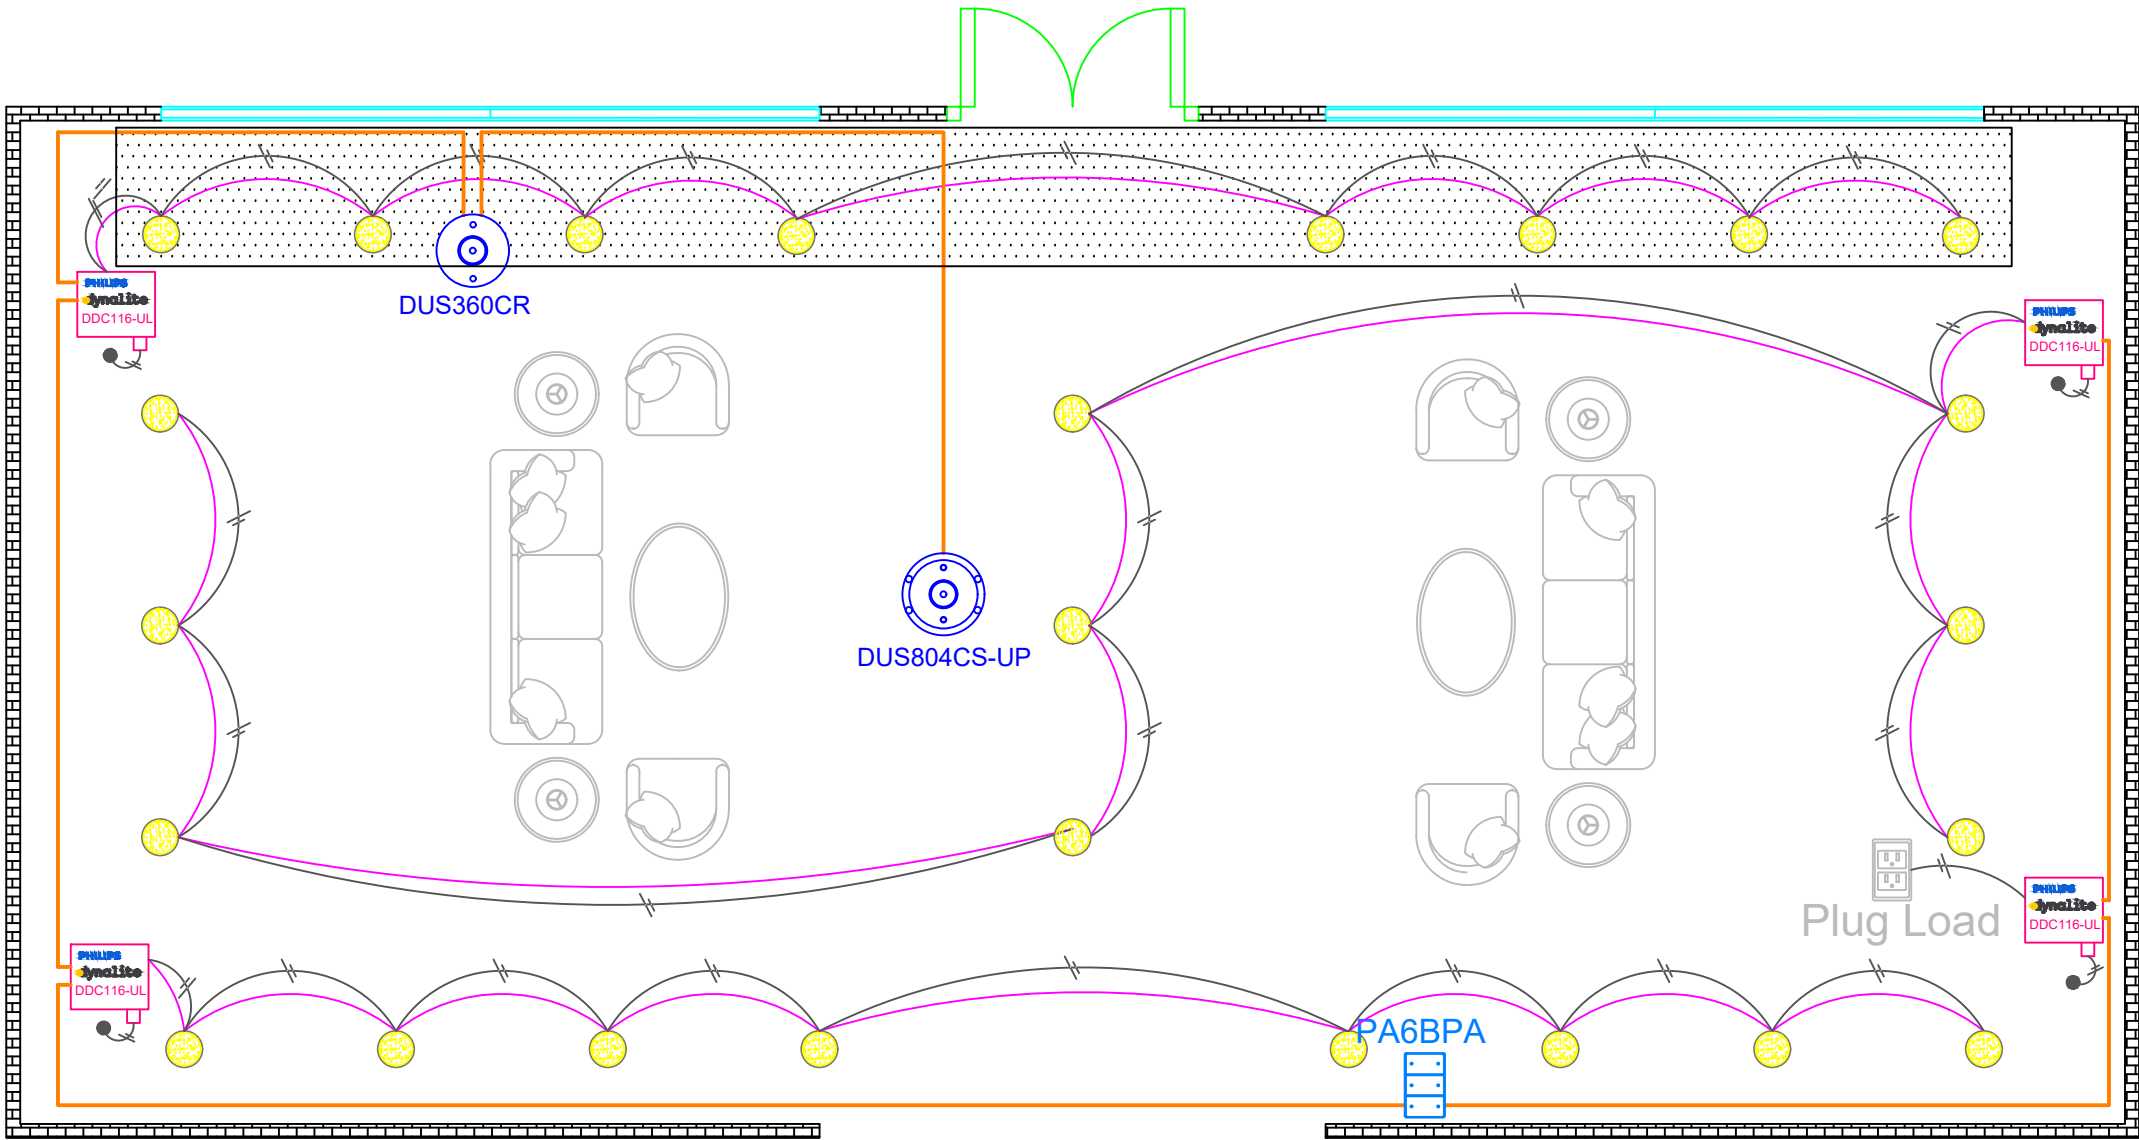 DUS360CR
PHILIPS
dynalite
DDC116-UL
PHILIPS
dynalite
DDC116-UL
DUS804CS-UP
Plug Load
PHILIPS
dynalite
DDC116-UL
PHILIPS
dynalite
DDC116-UL
PA6BPA